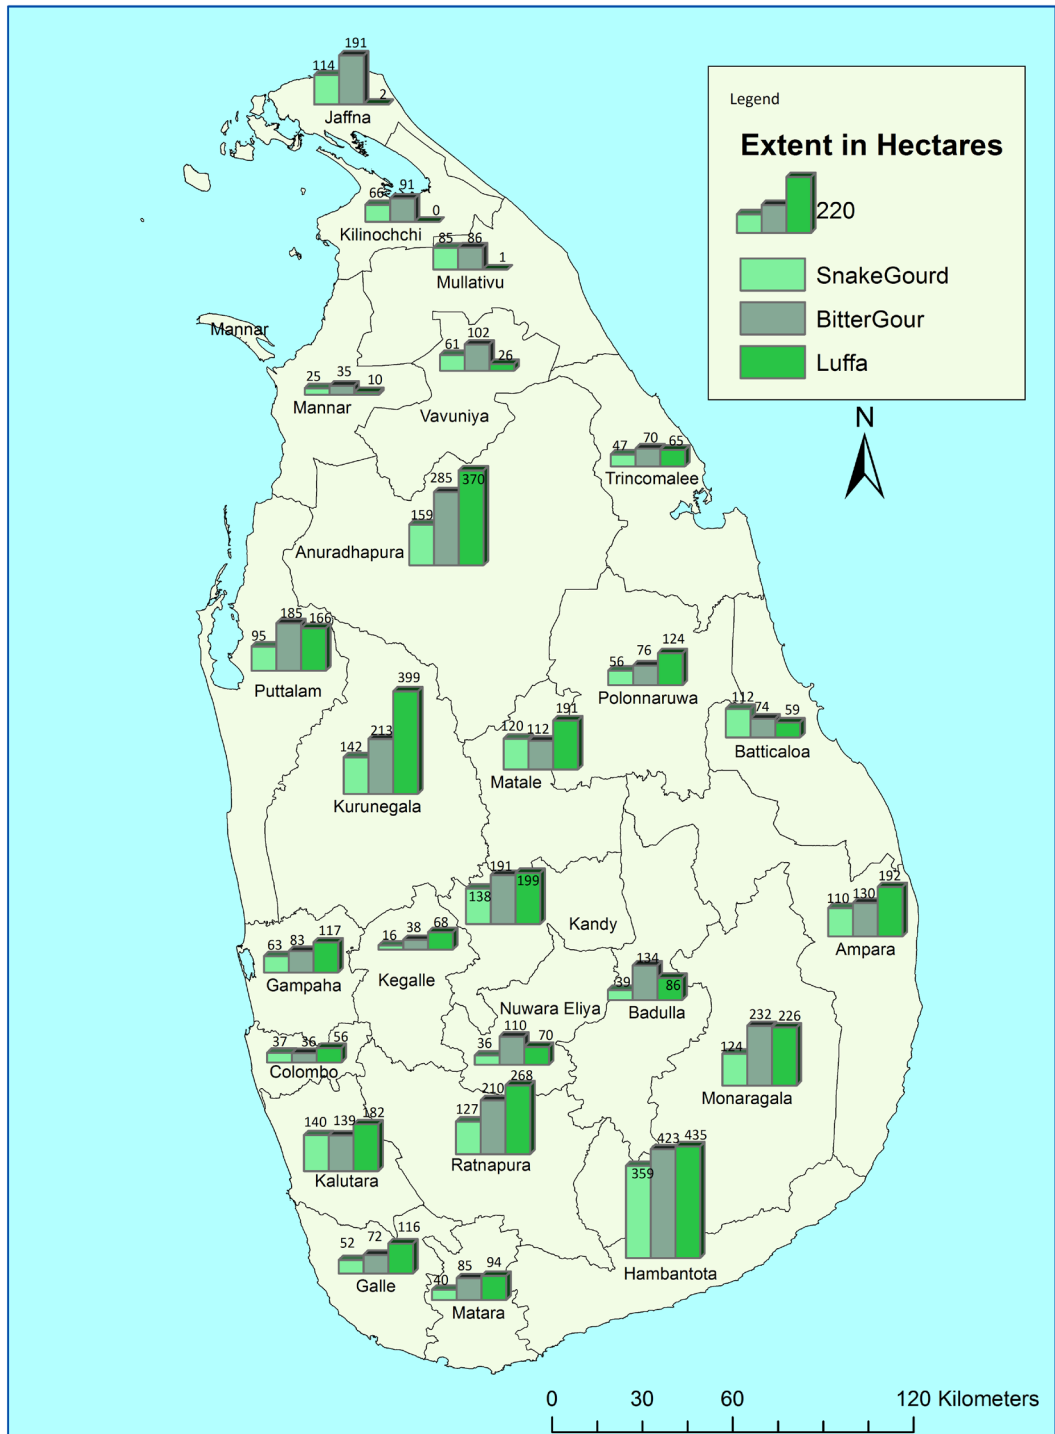 191
114
2
Jaffna
Legend
Extent in Hectares
220
SnakeGourd
BitterGour
Luffa
N
66 91 0
Kilinochchi
85 86 1
Mullativu
Mannar
61 102 26
Vavuniya
25 35 10
Mannar
47 70 65
Trincomalee
159 285 370
Anuradhapura
95 185 166
Puttalam
56 76 124
Polonnaruwa
112 74 59
Batticaloa
120 112 191
Matale
142 213 399
Kurunegala
138 191 199
Kandy
110 130 192
Ampara
16 38 68
Kegalle
63 83 117
Gampaha
39 134 86
Badulla
Nuwara Eliya
36 110 70
37 36 56
Colombo
124 232 226
Monaragala
127 210 268
Ratnapura
140 139 182
Kalutara
359 423 435
Hambantota
52 72 116
Galle
40 85 94
Matara
0 30 60 120 Kilometers